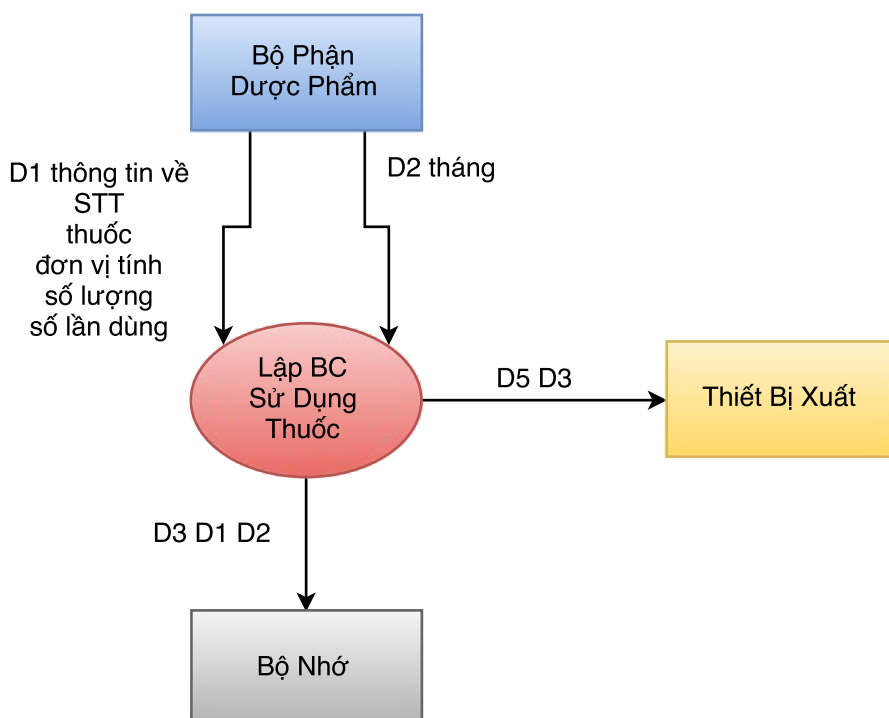 Bộ Phận
Dược Phẩm
D1 thông tin về
STT
thuốc
đơn vị tính
số lượng
số lần dùng
D2 tháng
Lập BC
Sử Dụng
Thuốc
D5 D3
Thiết Bị Xuất
D3 D1 D2
Bộ Nhớ